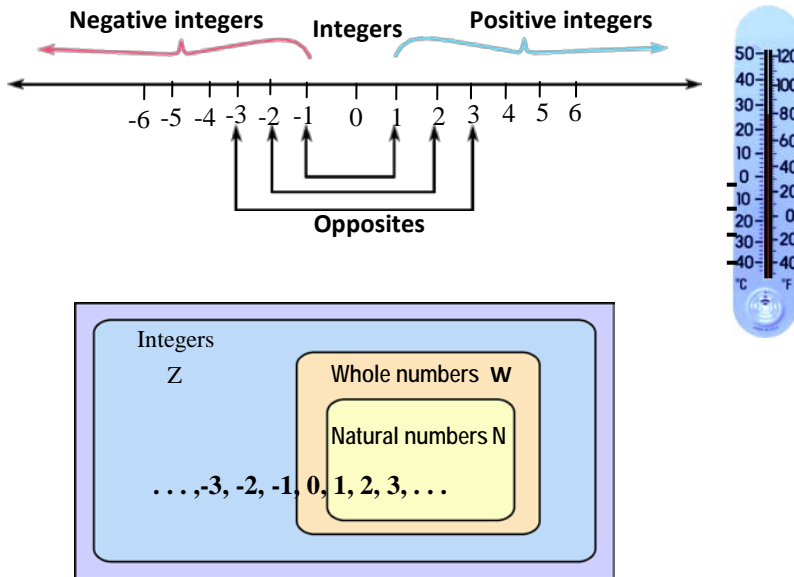 Negative integers
Integers
Positive integers
-6 -5 -4 -3 -2 -1 0 1 2 3 4 5 6
Opposites
50 120
40 100
30 80
20
10 60
0 40
10 20
20 0
30 20
40 40
°C °F
Integers
Z
Whole numbers W
Natural numbers N
. . . ,-3, -2, -1, 0, 1, 2, 3, . . .